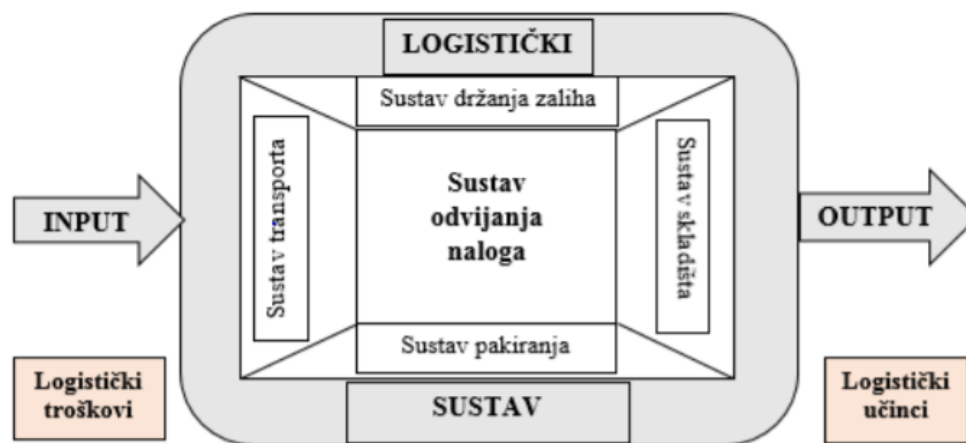 LOGISTIČKI
Sustav držanja zaliha
Sustav transporta
Sustav
odvijanja
naloga
Sustav skladišta
INPUT
OUTPUT
Sustav pakiranja
Logistički
troškovi
SUSTAV
Logistički
učinci